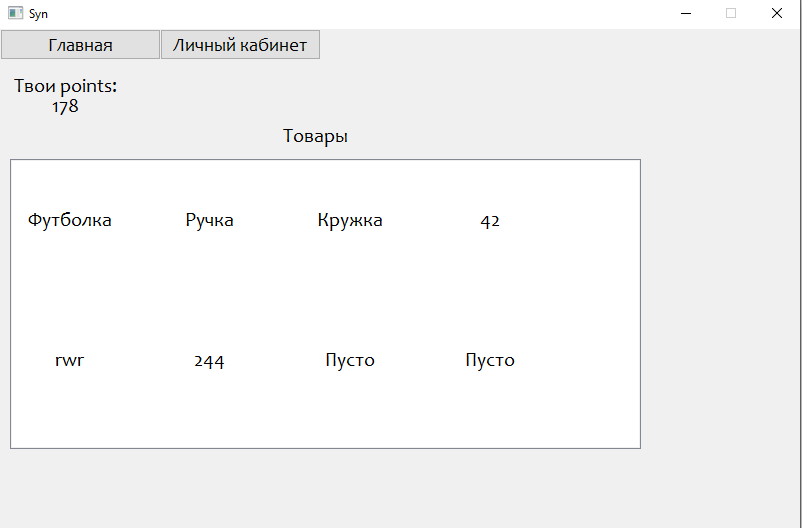 Syn
Главная Личный кабинет
Твои points:
178
Товары
Футболка Ручка Кружка 42
rwr 244 Пусто Пусто